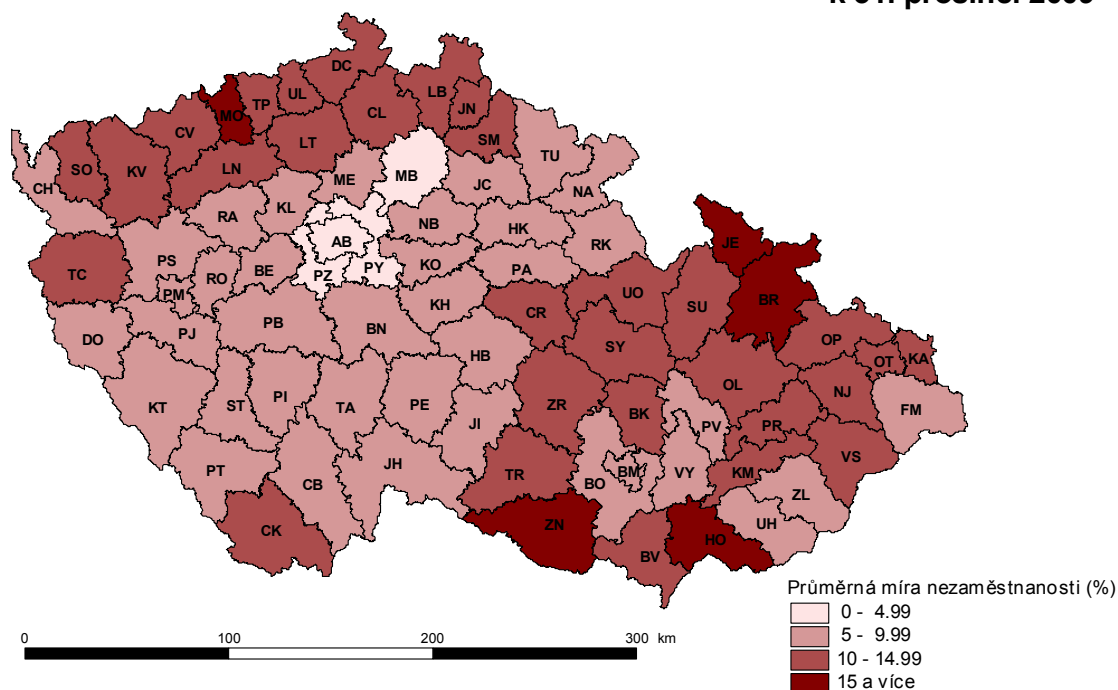 DC
LB
UL
TP
JN
MO
CL
CV
LT
SM
TU
LN
SO
KV
MB
ME
CH
JC
NA
RA
KL
NB
HK
AB
RK
PS
KO
PA
BE
PZ
PY
TC
RO
JE
PM
KH
UO
BR
CR
SU
PB
BN
DO
PJ
OP
SY
HB
OT
KA
OL
NJ
KT
ST
PI
TA
PE
ZR
BK
FM
JI
PV
PR
VS
PT
JH
BM
KM
CB
TR
BO
VY
ZL
CK
ZN
UH
HO
BV
Průměrná míra nezaměstnanosti (%)
0 - 4.99
5 - 9.99
10 - 14.99
15 a více
0 100 200 300 km